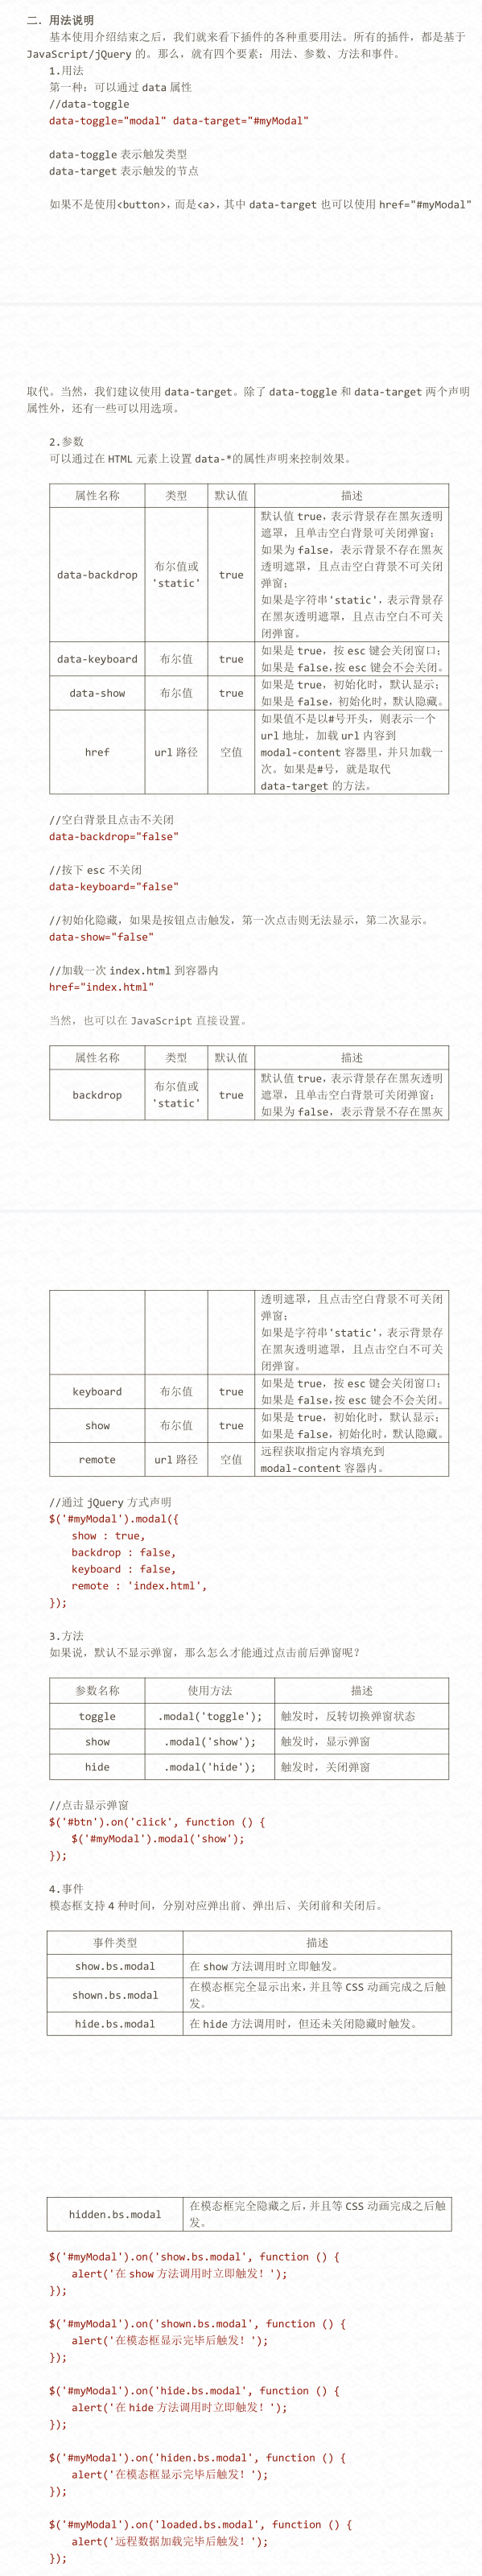 二. 用法说明
基本使用介绍结束之后，我们就来看下插件的各种重要用法。所有的插件，都是基于
JavaScript/jQuery 的。那么，就有四个要素：用法、参数、方法和事件。
1.用法
第一种：可以通过 data 属性
//data-toggle
data-toggle="modal" data-target="#myModal"
data-toggle 表示触发类型
data-target 表示触发的节点
如果不是使用<button>，而是<a>，其中 data-target 也可以使用 href="#myModal"
取代。当然，我们建议使用 data-target。除了 data-toggle 和 data-target 两个声明
属性外，还有一些可以用选项。
2.参数
可以通过在 HTML 元素上设置 data-*的属性声明来控制效果。
属性名称 类型 默认值 描述
data-backdrop 布尔值或 'static' true 默认值 true，表示背景存在黑灰透明
遮罩，且单击空白背景可关闭弹窗；
如果为 false，表示背景不存在黑灰
透明遮罩，且点击空白背景不可关闭
弹窗；
如果是字符串'static'，表示背景存
在黑灰透明遮罩，且点击空白不可关
闭弹窗。
data-keyboard 布尔值 true 如果是 true，按 esc 键会关闭窗口；
如果是 false，按 esc 键会不会关闭。
data-show 布尔值 true 如果是 true，初始化时，默认显示；
如果是 false，初始化时，默认隐藏。
href url 路径 空值 如果值不是以#号开头，则表示一个
url 地址，加载 url 内容到
modal-content 容器里，并只加载一
次。如果是#号，就是取代
data-target 的方法。
//空白背景且点击不关闭
data-backdrop="false"
//按下 esc 不关闭
data-keyboard="false"
//初始化隐藏，如果是按钮点击触发，第一次点击则无法显示，第二次显示。
data-show="false"
//加载一次 index.html 到容器内
href="index.html"
当然，也可以在 JavaScript 直接设置。
属性名称 类型 默认值 描述
backdrop 布尔值或 'static' true 默认值 true，表示背景存在黑灰透明
遮罩，且单击空白背景可关闭弹窗；
如果为 false，表示背景不存在黑灰
透明遮罩，且点击空白背景不可关闭
弹窗；
如果是字符串'static'，表示背景存
在黑灰透明遮罩，且点击空白不可关
闭弹窗。
keyboard 布尔值 true 如果是 true，按 esc 键会关闭窗口；
如果是 false，按 esc 键会不会关闭。
show 布尔值 true 如果是 true，初始化时，默认显示；
如果是 false，初始化时，默认隐藏。
remote url 路径 空值 远程获取指定内容填充到
modal-content 容器内。
//通过 jQuery 方式声明
$('#myModal').modal({
show : true,
backdrop : false,
keyboard : false,
remote : 'index.html',
});
3.方法
如果说，默认不显示弹窗，那么怎么才能通过点击前后弹窗呢？
参数名称 使用方法 描述
toggle .modal('toggle'); 触发时，反转切换弹窗状态
show .modal('show'); 触发时，显示弹窗
hide .modal('hide'); 触发时，关闭弹窗
//点击显示弹窗
$('#btn').on('click', function () {
$('#myModal').modal('show');
});
4.事件
模态框支持 4 种时间，分别对应弹出前、弹出后、关闭前和关闭后。
事件类型 描述
show.bs.modal 在 show 方法调用时立即触发。
shown.bs.modal 在模态框完全显示出来，并且等 CSS 动画完成之后触
发。
hide.bs.modal 在 hide 方法调用时，但还未关闭隐藏时触发。
hidden.bs.modal 在模态框完全隐藏之后，并且等 CSS 动画完成之后触
发。
$('#myModal').on('show.bs.modal', function () {
alert('在 show 方法调用时立即触发！');
});
$('#myModal').on('shown.bs.modal', function () {
alert('在模态框显示完毕后触发！');
});
$('#myModal').on('hide.bs.modal', function () {
alert('在 hide 方法调用时立即触发！');
});
$('#myModal').on('hiden.bs.modal', function () {
alert('在模态框显示完毕后触发！');
});
$('#myModal').on('loaded.bs.modal', function () {
alert('远程数据加载完毕后触发！');
});